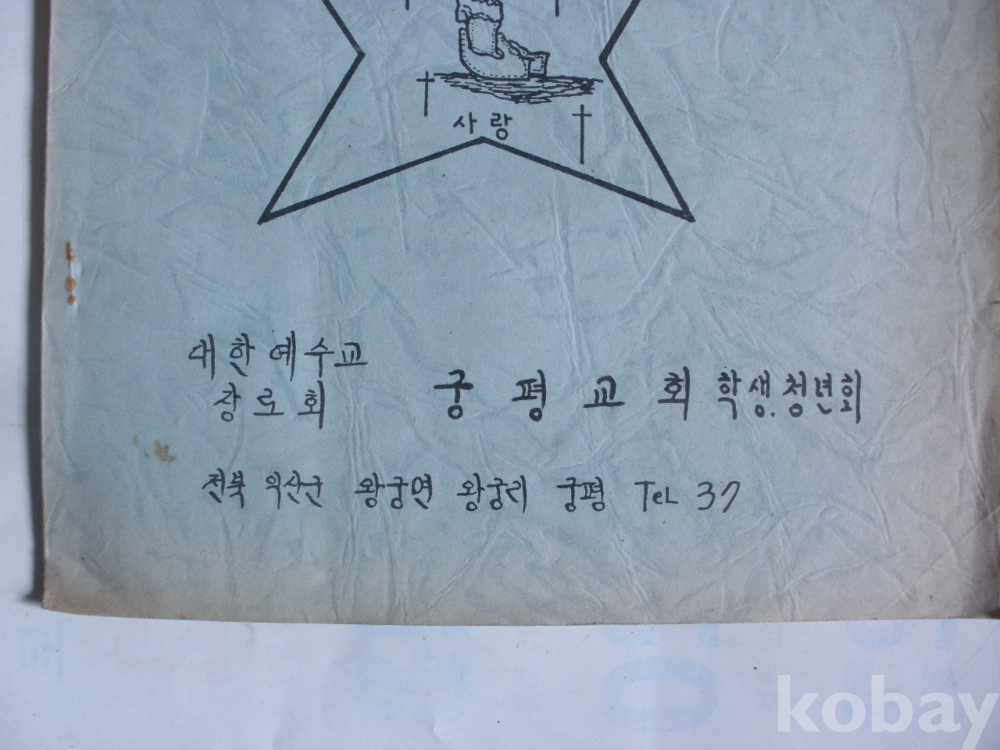 사랑
대한예수교
장로회
궁평교회 학생.청년회
전북 익산군 왕궁면 왕궁리 궁평 TeL 37
kobay